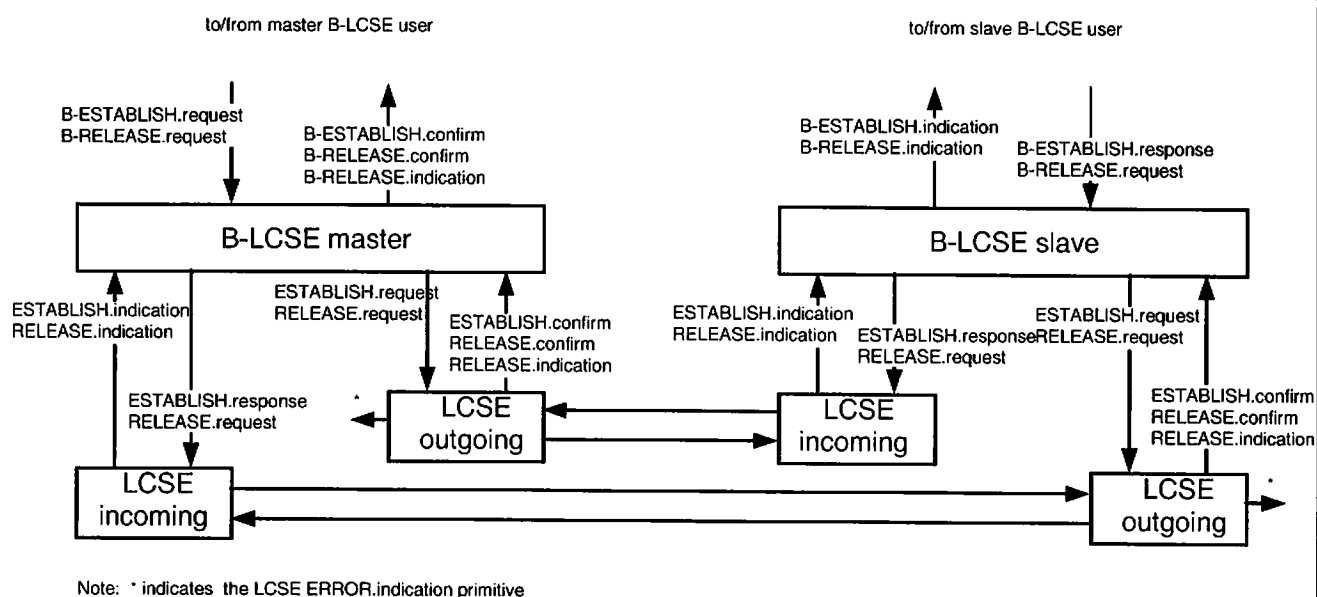 to/from master B-LCSE user
to/from slave B-LCSE user
B-ESTABLISH.request
B-RELEASE.request
B-ESTABLISH.confirm
B-RELEASE.confirm
B-RELEASE.indication
B-ESTABLISH.indication
B-RELEASE.indication
B-ESTABLISH.response
B-RELEASE.request
B-LCSE master
B-LCSE slave
ESTABLISH.indication
RELEASE.indication
ESTABLISH.request
RELEASE.request
ESTABLISH.confirm
RELEASE.confirm
RELEASE.indication
ESTABLISH.indication
RELEASE.indication
ESTABLISH.response
RELEASE.request
ESTABLISH.request
RELEASE.request
ESTABLISH.response
RELEASE.request
*
LCSE
outgoing
LCSE
incoming
ESTABLISH.confirm
RELEASE.confirm
RELEASE.indication
LCSE
incoming
LCSE
outgoing
*
Note: * indicates the LCSE ERROR.indication primitive